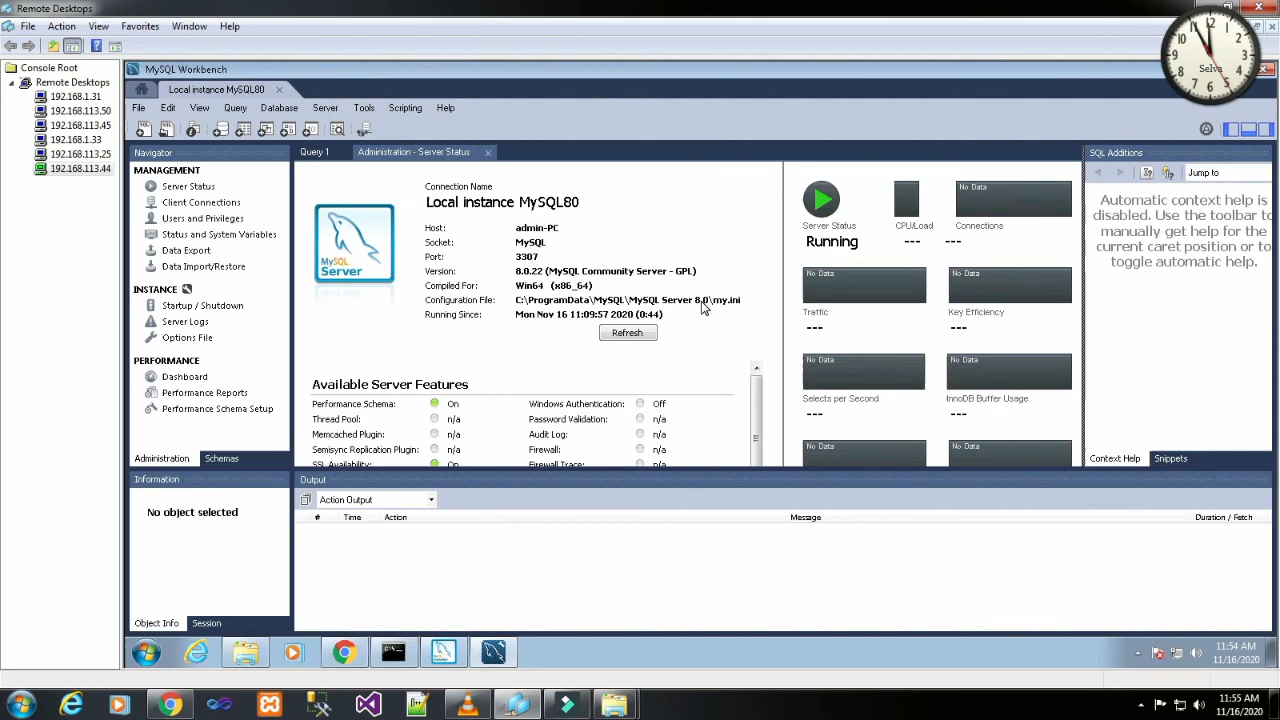 Remote Desktops
File Action View Favorites Window Help
Console Root
Remote Desktops
192.168.1.31
192.168.113.50
192.168.113.45
192.168.1.33
192.168.113.25
192.168.113.44
Selva
MySQL Workbench
Local instance MySQL80
File Edit View Query Database Server Tools Scripting Help
Navigator
MANAGEMENT
Server Status
Client Connections
Users and Privileges
Status and System Variables
Data Export
Data Import/Restore
INSTANCE
Startup / Shutdown
Server Logs
Options File
PERFORMANCE
Dashboard
Performance Reports
Performance Schema Setup
Administration Schemas
Information
No object selected
Object Info Session
Query 1 Administration - Server Status
Connection Name
Local instance MySQL80
MySQL
Server
Host: admin-PC
Socket: MySQL
Port: 3307
Version: 8.0.22 (MySQL Community Server - GPL)
Compiled For: Win64 (x86_64)
Configuration File: C:\ProgramData\MySQL\MySQL Server 8.0\my.ini
Running Since: Mon Nov 16 11:09:57 2020 (0:44)
Refresh
Available Server Features
Performance Schema: On Windows Authentication: Off
Thread Pool: n/a Password Validation: n/a
Memcached Plugin: n/a Audit Log: n/a
Semisync Replication Plugin: n/a Firewall: n/a
SSL Availability: On Firewall Trace: n/a
Server Status
Running
CPU/Load
---
No Data
Connections
---
No Data
Traffic
---
No Data
Key Efficiency
---
No Data
Selects per Second
---
No Data
InnoDB Buffer Usage
---
No Data
No Data
SQL Additions
Jump to
Automatic context help is
disabled. Use the toolbar to
manually get help for the
current caret position or to
toggle automatic help.
Context Help Snippets
Output
Action Output
# Time Action Message Duration / Fetch
11:54 AM
11/16/2020
11:55 AM
11/16/2020